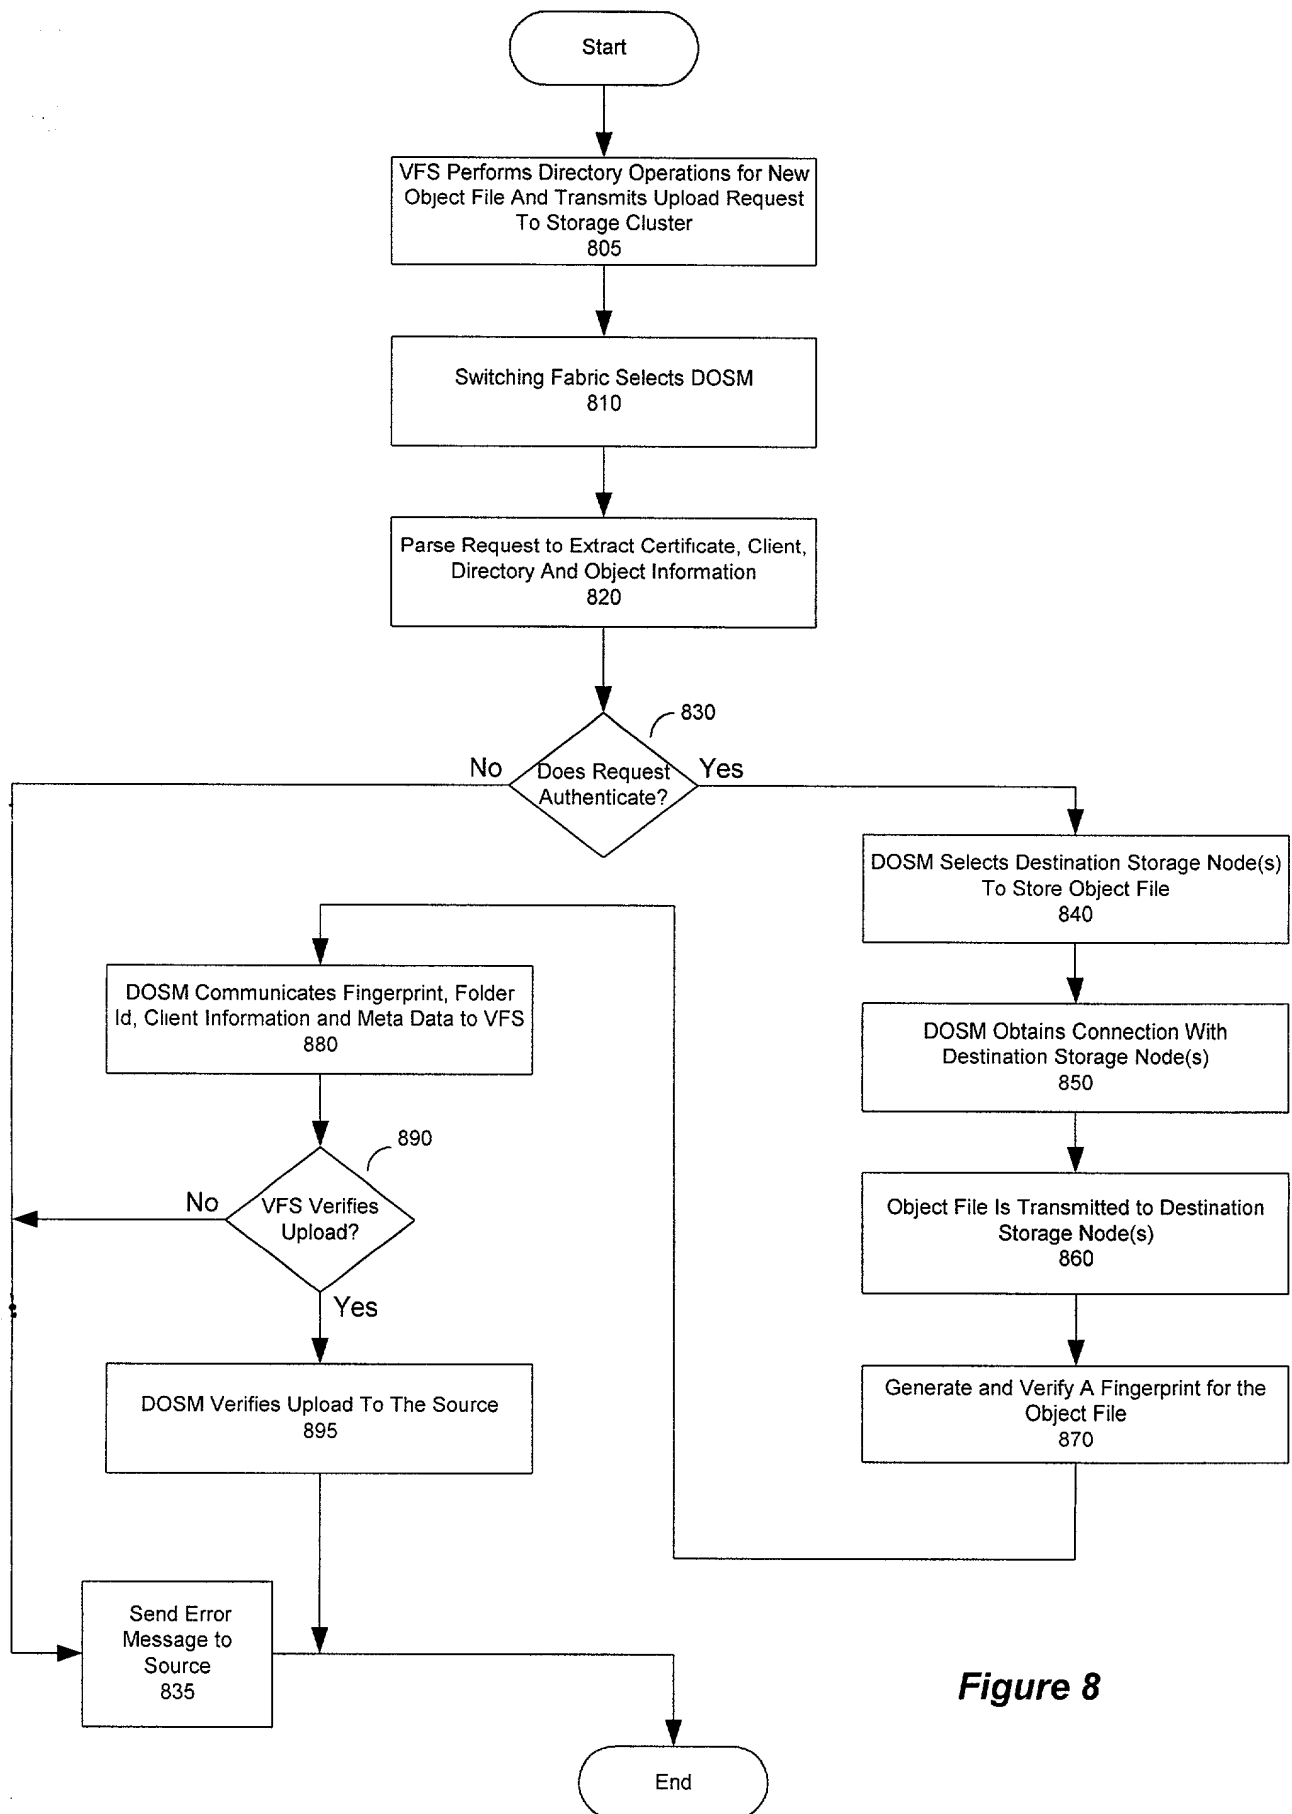 Start
VFS Performs Directory Operations for New
Object File And Transmits Upload Request
To Storage Cluster
805
Switching Fabric Selects DOSM
810
Parse Request to Extract Certificate, Client,
Directory And Object Information
820
830
No
Does Request
Authenticate?
Yes
DOSM Selects Destination Storage Node(s)
To Store Object File
840
DOSM Obtains Connection With
Destination Storage Node(s)
850
Object File Is Transmitted to Destination
Storage Node(s)
860
Generate and Verify A Fingerprint for the
Object File
870
DOSM Communicates Fingerprint, Folder
Id, Client Information and Meta Data to VFS
880
890
No
VFS Verifies
Upload?
Yes
DOSM Verifies Upload To The Source
895
Send Error
Message to
Source
835
Figure 8
End